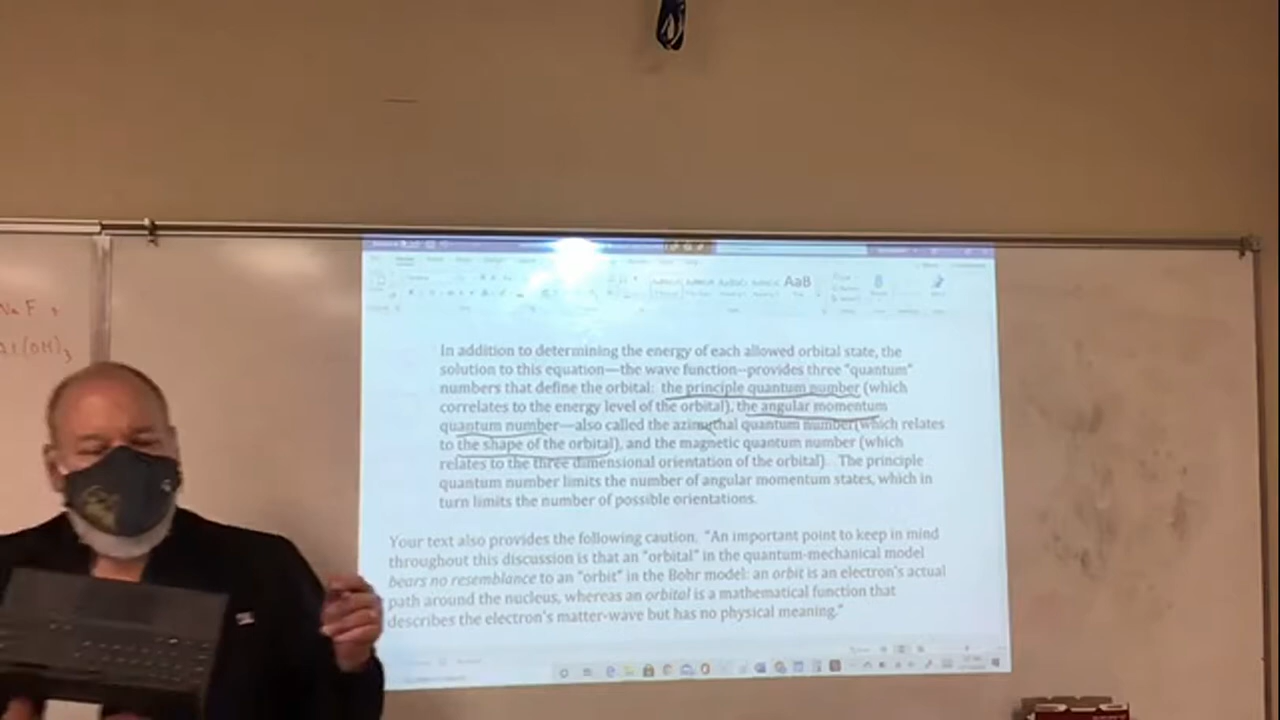 Na F ,
Al(OH)3
AaB
In addition to determining the energy of each allowed orbital state, the
solution to this equation—the wave function—provides three "quantum"
numbers that define the orbital: the principle quantum number (which
correlates to the energy level of the orbital), the angular momentum
quantum number—also called the azimuthal quantum number(which relates
to the shape of the orbital), and the magnetic quantum number (which
relates to the three dimensional orientation of the orbital). The principle
quantum number limits the number of angular momentum states, which in
turn limits the number of possible orientations.
Your text also provides the following caution. "An important point to keep in mind
throughout this discussion is that an "orbital" in the quantum-mechanical model
bears no resemblance to an "orbit" in the Bohr model: an orbit is an electron's actual
path around the nucleus, whereas an orbital is a mathematical function that
describes the electron's matter-wave but has no physical meaning."